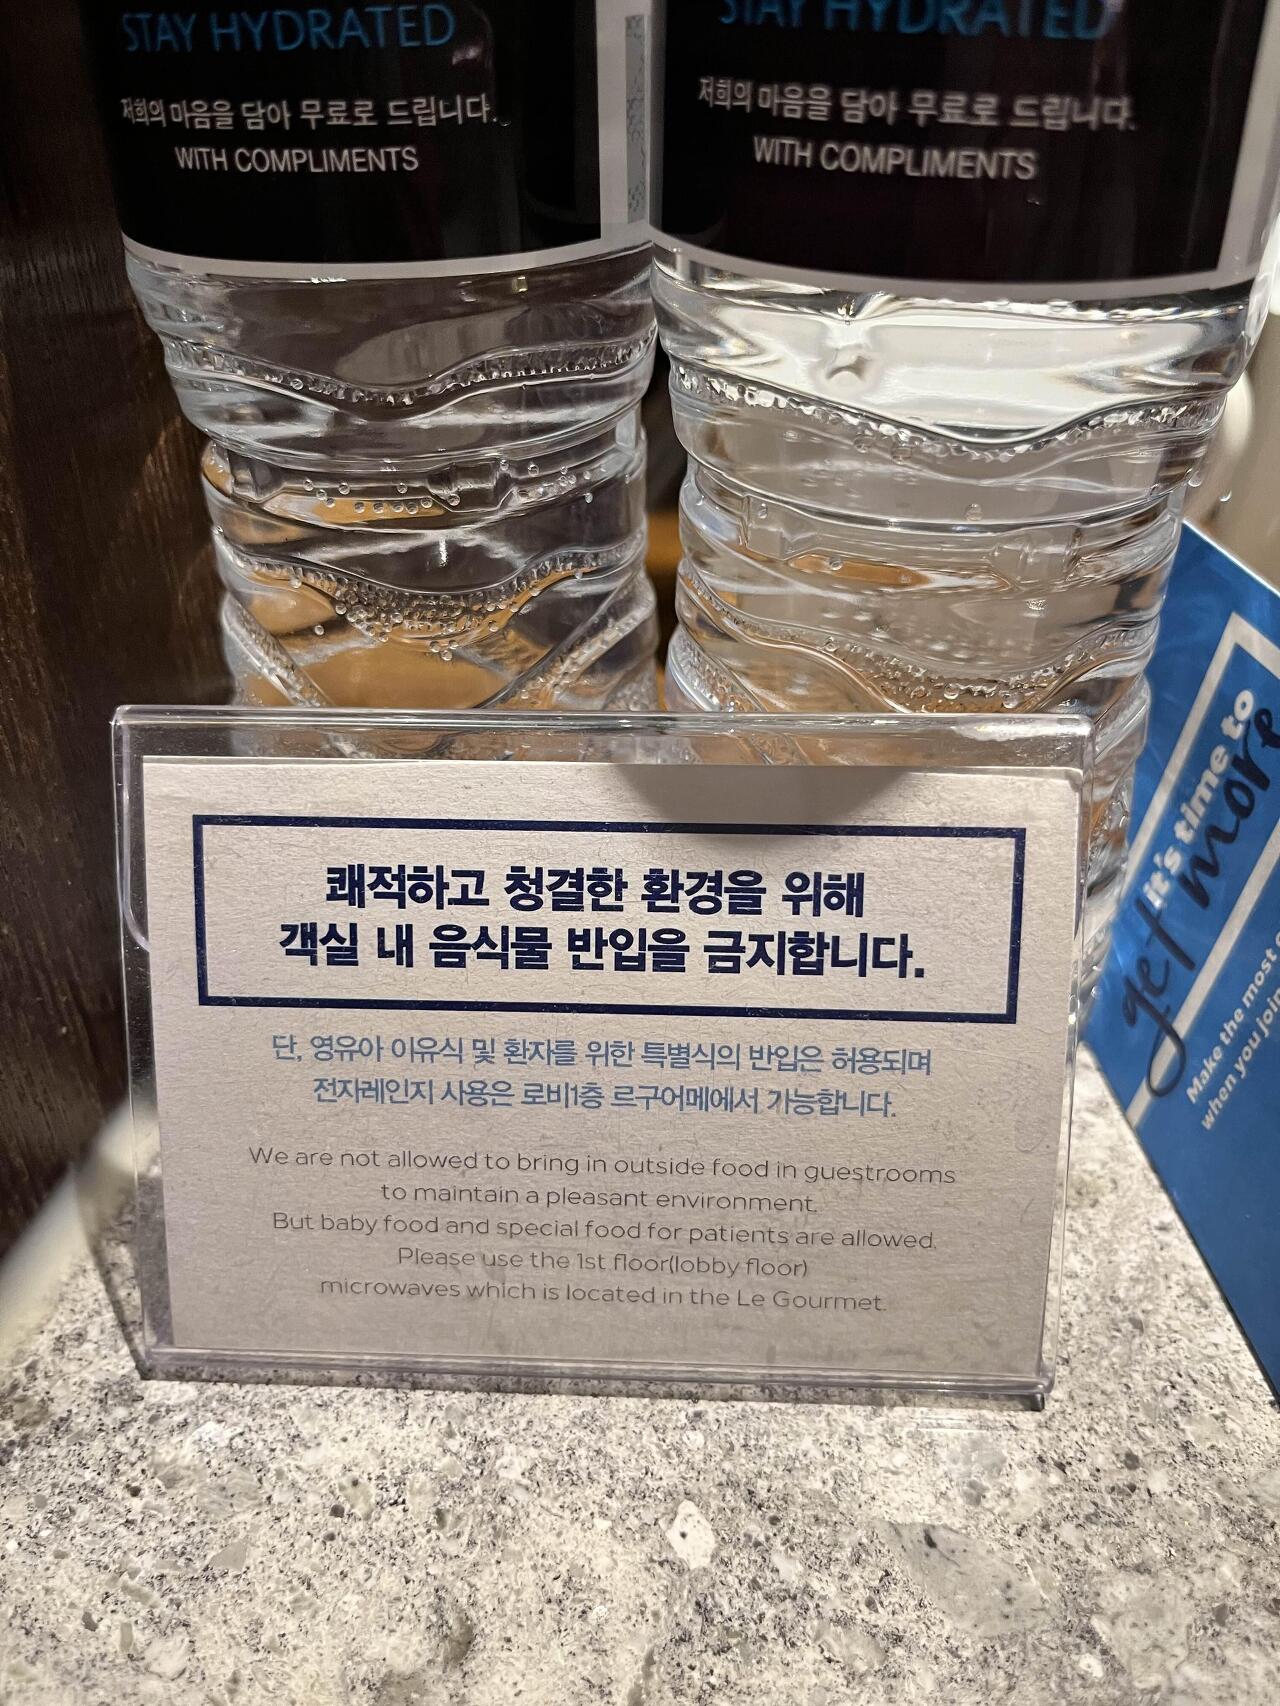 STAY HYDRATED
저희의 마음을 담아 무료로 드립니다.
WITH COMPLIMENTS
STAY HYDRATED
저희의 마음을 담아 무료로 드립니다.
WITH COMPLIMENTS
쾌적하고 청결한 환경을 위해
객실 내 음식물 반입을 금지합니다.
단, 영유아 이유식 및 환자를 위한 특별식의 반입은 허용되며
전자레인지 사용은 로비1층 르구어메에서 가능합니다.
We are not allowed to bring in outside food in guestrooms
to maintain a pleasant environment.
But baby food and special food for patients are allowed.
Please use the 1st floor(lobby floor)
microwaves which is located in the Le Gourmet.
it's time to
get more
Make the most
when you join